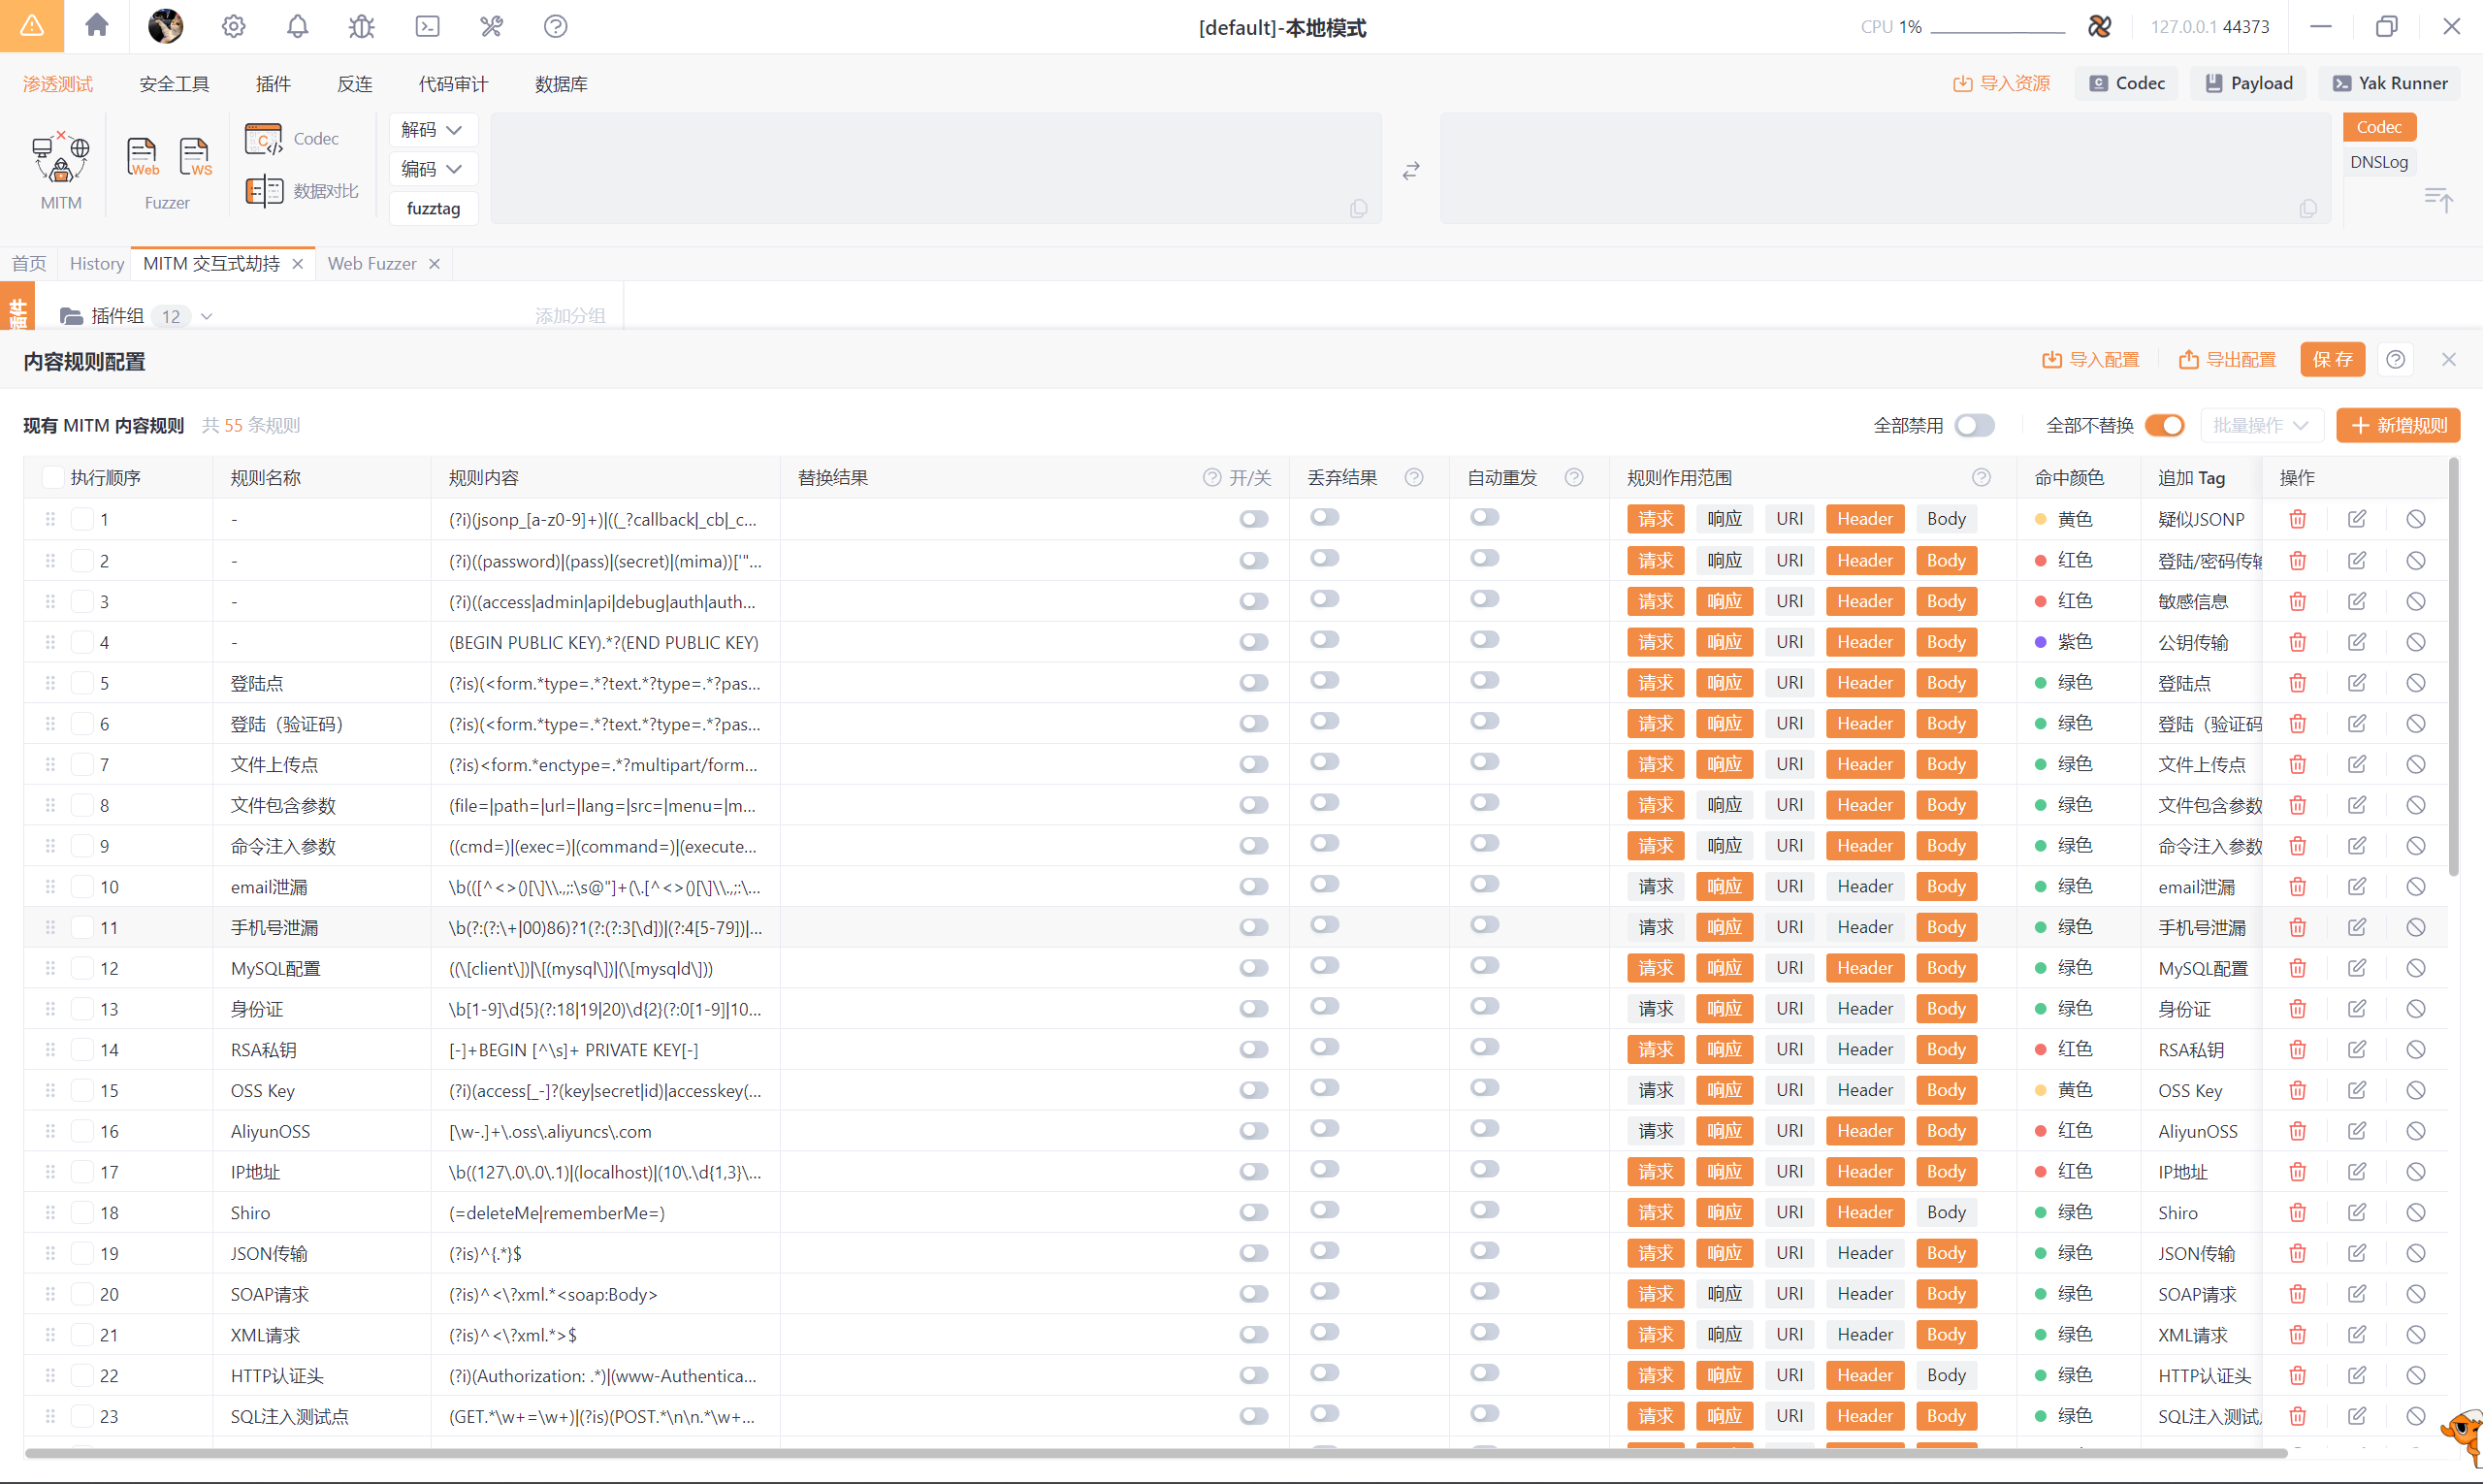 [default]-本地模式
CPU 1%
127.0.0.1 44373
渗透测试 安全工具 插件 反连 代码审计 数据库
导入资源 Codec Payload Yak Runner
MITM
Web WS
Fuzzer
Codec
数据对比
解码
编码
fuzztag
Codec
DNSLog
首页 History MITM 交互式劫持 Web Fuzzer
插件组 12 添加分组
内容规则配置 导入配置 导出配置 保存
现有 MITM 内容规则 共 55 条规则 全部禁用 全部不替换 批量操作 新增规则
执行顺序 规则名称 规则内容 替换结果 开/关 丢弃结果 自动重发 规则作用范围 命中颜色 追加 Tag 操作
1 - (?i)(jsonp_[a-z0-9]+)|((_?callback|_cb|_c... 请求 响应 URI Header Body 黄色 疑似JSONP
2 - (?i)((password)|(pass)|(secret)|(mima))['"... 请求 响应 URI Header Body 红色 登陆/密码传输
3 - (?i)((access|admin|api|debug|auth|auth... 请求 响应 URI Header Body 红色 敏感信息
4 - (BEGIN PUBLIC KEY).*?(END PUBLIC KEY) 请求 响应 URI Header Body 紫色 公钥传输
5 登陆点 (?is)(<form.*type=.*?text.*?type=.*?pas... 请求 响应 URI Header Body 绿色 登陆点
6 登陆（验证码） (?is)(<form.*type=.*?text.*?type=.*?pas... 请求 响应 URI Header Body 绿色 登陆（验证码
7 文件上传点 (?is)<form.*enctype=.*?multipart/form... 请求 响应 URI Header Body 绿色 文件上传点
8 文件包含参数 (file=|path=|url=|lang=|src=|menu=|m... 请求 响应 URI Header Body 绿色 文件包含参数
9 命令注入参数 ((cmd=)|(exec=)|(command=)|(execute... 请求 响应 URI Header Body 绿色 命令注入参数
10 email泄漏 \b(([^<>()[\]\\.,;:\s@"]+(\.[^<>()[\]\\.,;:\... 请求 响应 URI Header Body 绿色 email泄漏
11 手机号泄漏 \b(?:(?:\+|00)86)?1(?:(?:3[\d])|(?:4[5-79])|... 请求 响应 URI Header Body 绿色 手机号泄漏
12 MySQL配置 ((\[client\])|\[(mysql\])|(\[mysqld\])) 请求 响应 URI Header Body 绿色 MySQL配置
13 身份证 \b[1-9]\d{5}(?:18|19|20)\d{2}(?:0[1-9]|10... 请求 响应 URI Header Body 绿色 身份证
14 RSA私钥 [-]+BEGIN [^\s]+ PRIVATE KEY[-] 请求 响应 URI Header Body 红色 RSA私钥
15 OSS Key (?i)(access[_-]?(key|secret|id)|accesskey(... 请求 响应 URI Header Body 黄色 OSS Key
16 AliyunOSS [\w-.]+\.oss\.aliyuncs\.com 请求 响应 URI Header Body 红色 AliyunOSS
17 IP地址 \b((127\.0\.0\.1)|(localhost)|(10\.\d{1,3}\... 请求 响应 URI Header Body 红色 IP地址
18 Shiro (=deleteMe|rememberMe=) 请求 响应 URI Header Body 绿色 Shiro
19 JSON传输 (?is)^{.*}$ 请求 响应 URI Header Body 绿色 JSON传输
20 SOAP请求 (?is)^<\?xml.*<soap:Body> 请求 响应 URI Header Body 绿色 SOAP请求
21 XML请求 (?is)^<\?xml.*>$ 请求 响应 URI Header Body 绿色 XML请求
22 HTTP认证头 (?i)(Authorization: .*)|(www-Authentica... 请求 响应 URI Header Body 绿色 HTTP认证头
23 SQL注入测试点 (GET.*\w+=\w+)|(?is)(POST.*\n\n.*\w+... 请求 响应 URI Header Body 绿色 SQL注入测试